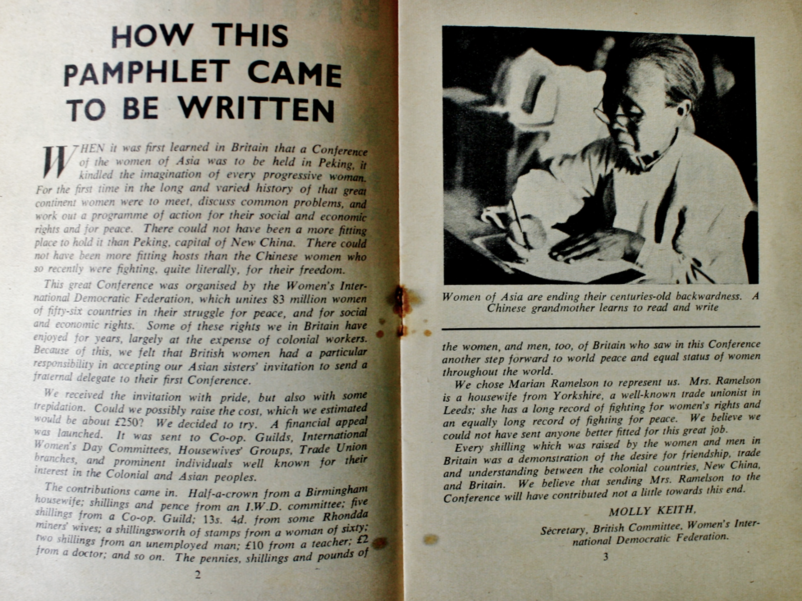 HOW THIS
PAMPHLET CAME
TO BE WRITTEN
WHEN it was first learned in Britain that a Conference
of the women of Asia was to be held in Peking, it
kindled the imagination of every progressive woman.
For the first time in the long and varied history of that great
continent women were to meet, discuss common problems, and
work out a programme of action for their social and economic
rights and for peace. There could not have been a more fitting
place to hold it than Peking, capital of New China. There could
not have been more fitting hosts than the Chinese women who
so recently were fighting, quite literally, for their freedom.
This great Conference was organised by the Women's Inter-
national Democratic Federation, which unites 83 million women
of fifty-six countries in their struggle for peace, and for social
and economic rights. Some of these rights we in Britain have
enjoyed for years, largely at the expense of colonial workers.
Because of this, we felt that British women had a particular
responsibility in accepting our Asian sisters' invitation to send a
fraternal delegate to their first Conference.
We received the invitation with pride, but also with some
trepidation. Could we possibly raise the cost, which we estimated
would be about £250? We decided to try. A financial appeal
was launched. It was sent to Co-op. Guilds, International
Women's Day Committees, Housewives' Groups, Trade Union
branches, and prominent individuals well known for their
interest in the Colonial and Asian peoples.
The contributions came in. Half-a-crown from a Birmingham
housewife; shillings and pence from an I.W.D. committee; five
shillings from a Co-op. Guild; 13s. 4d. from some Rhondda
miners' wives; a shillingsworth of stamps from a woman of sixty;
two shillings from an unemployed man; £10 from a teacher; £2
from a doctor; and so on. The pennies, shillings and pounds of
2
Women of Asia are ending their centuries-old backwardness. A
Chinese grandmother learns to read and write
the women, and men, too, of Britain who saw in this Conference
another step forward to world peace and equal status of women
throughout the world.
We chose Marian Ramelson to represent us. Mrs. Ramelson
is a housewife from Yorkshire, a well-known trade unionist in
Leeds; she has a long record of fighting for women's rights and
an equally long record of fighting for peace. We believe we
could not have sent anyone better fitted for this great job.
Every shilling which was raised by the women and men in
Britain was a demonstration of the desire for friendship, trade
and understanding between the colonial countries, New China,
and Britain. We believe that sending Mrs. Ramelson to the
Conference will have contributed not a little towards this end.
MOLLY KEITH,
Secretary, British Committee, Women's Inter-
national Democratic Federation.
3